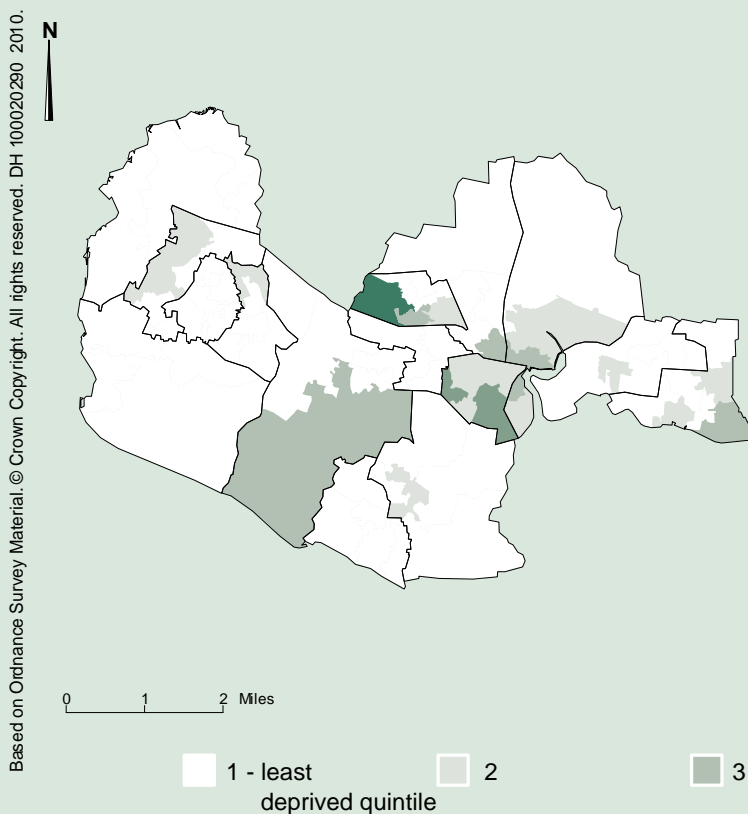 Based on Ordnance Survey Material. © Crown Copyright. All rights reserved. DH 100020290 2010.
N
0 1 2 Miles
1 - least 2 3
deprived quintile